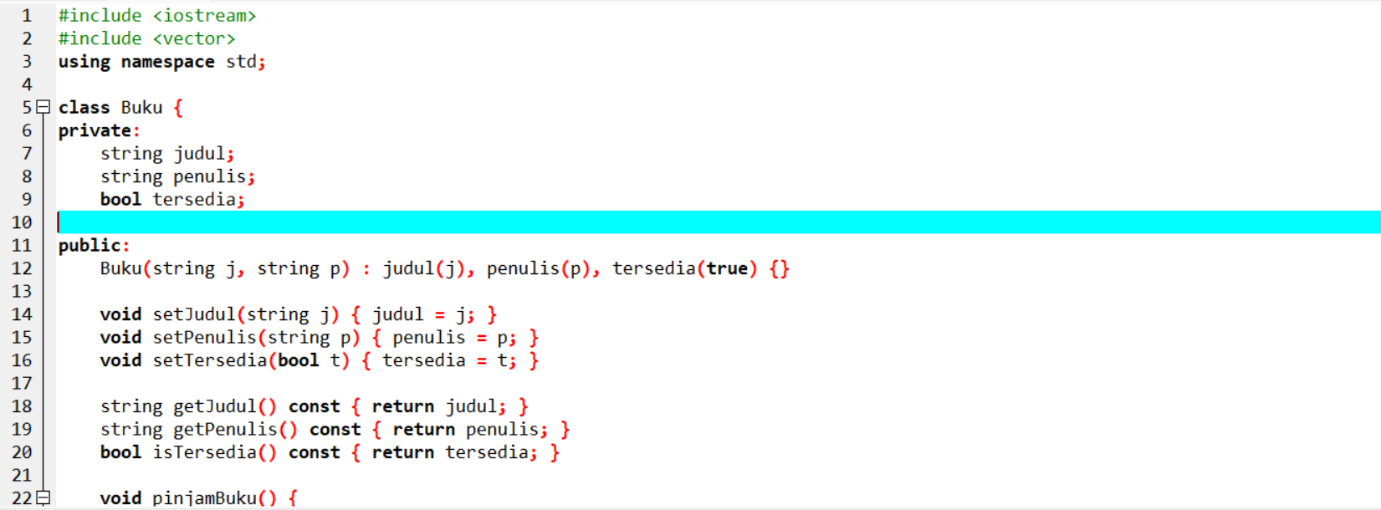 1 #include <iostream>
2 #include <vector>
3 using namespace std;
4
5 class Buku {
6 private:
7     string judul;
8     string penulis;
9     bool tersedia;
10
11 public:
12     Buku(string j, string p) : judul(j), penulis(p), tersedia(true) {}
13
14     void setJudul(string j) { judul = j; }
15     void setPenulis(string p) { penulis = p; }
16     void setTersedia(bool t) { tersedia = t; }
17
18     string getJudul() const { return judul; }
19     string getPenulis() const { return penulis; }
20     bool isTersedia() const { return tersedia; }
21
22     void pinjamBuku() {